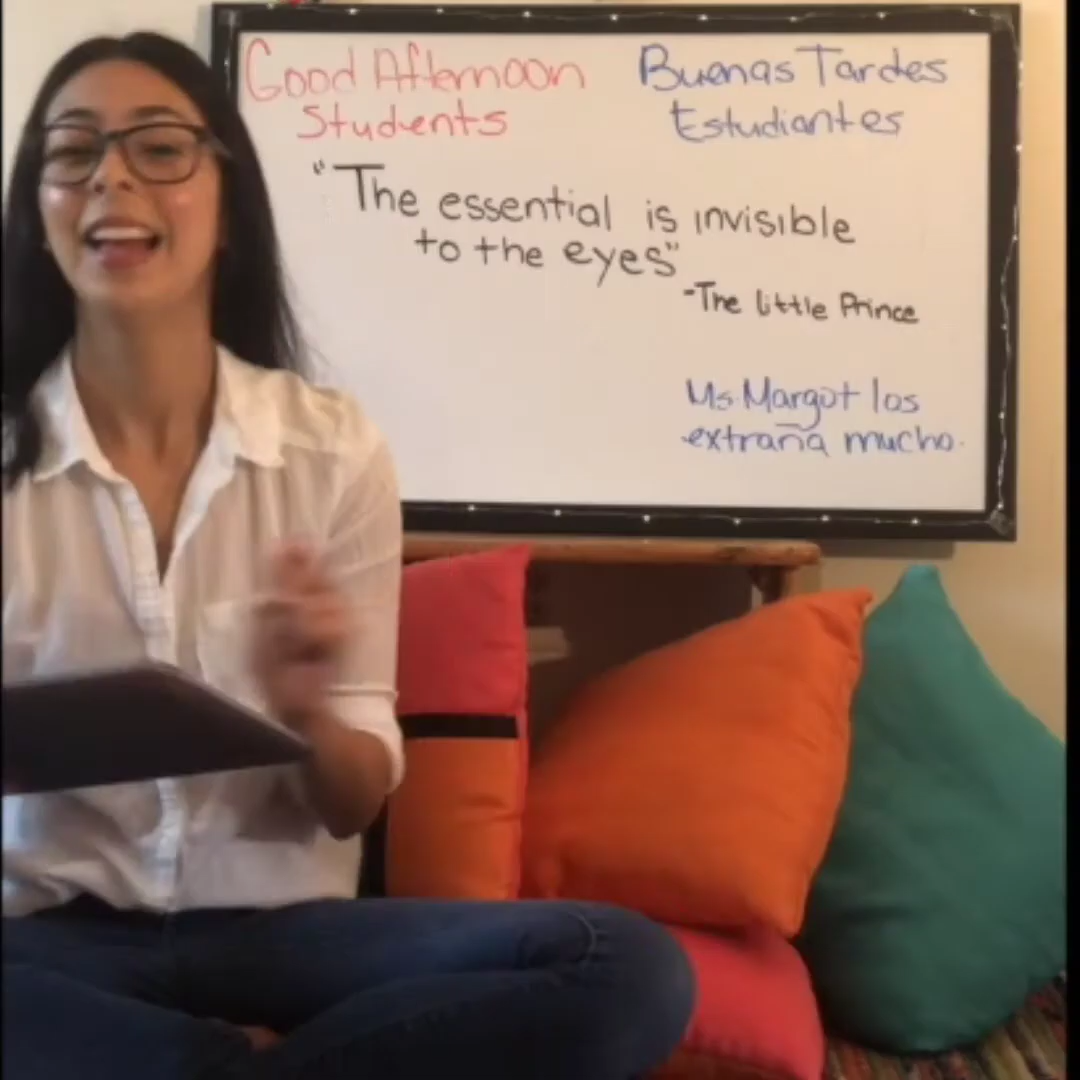 Good Afternoon
Students
Buenas Tardes
Estudiantes
"The essential is invisible
to the eyes"
-The little Prince
Ms. Margot los
extraña mucho.